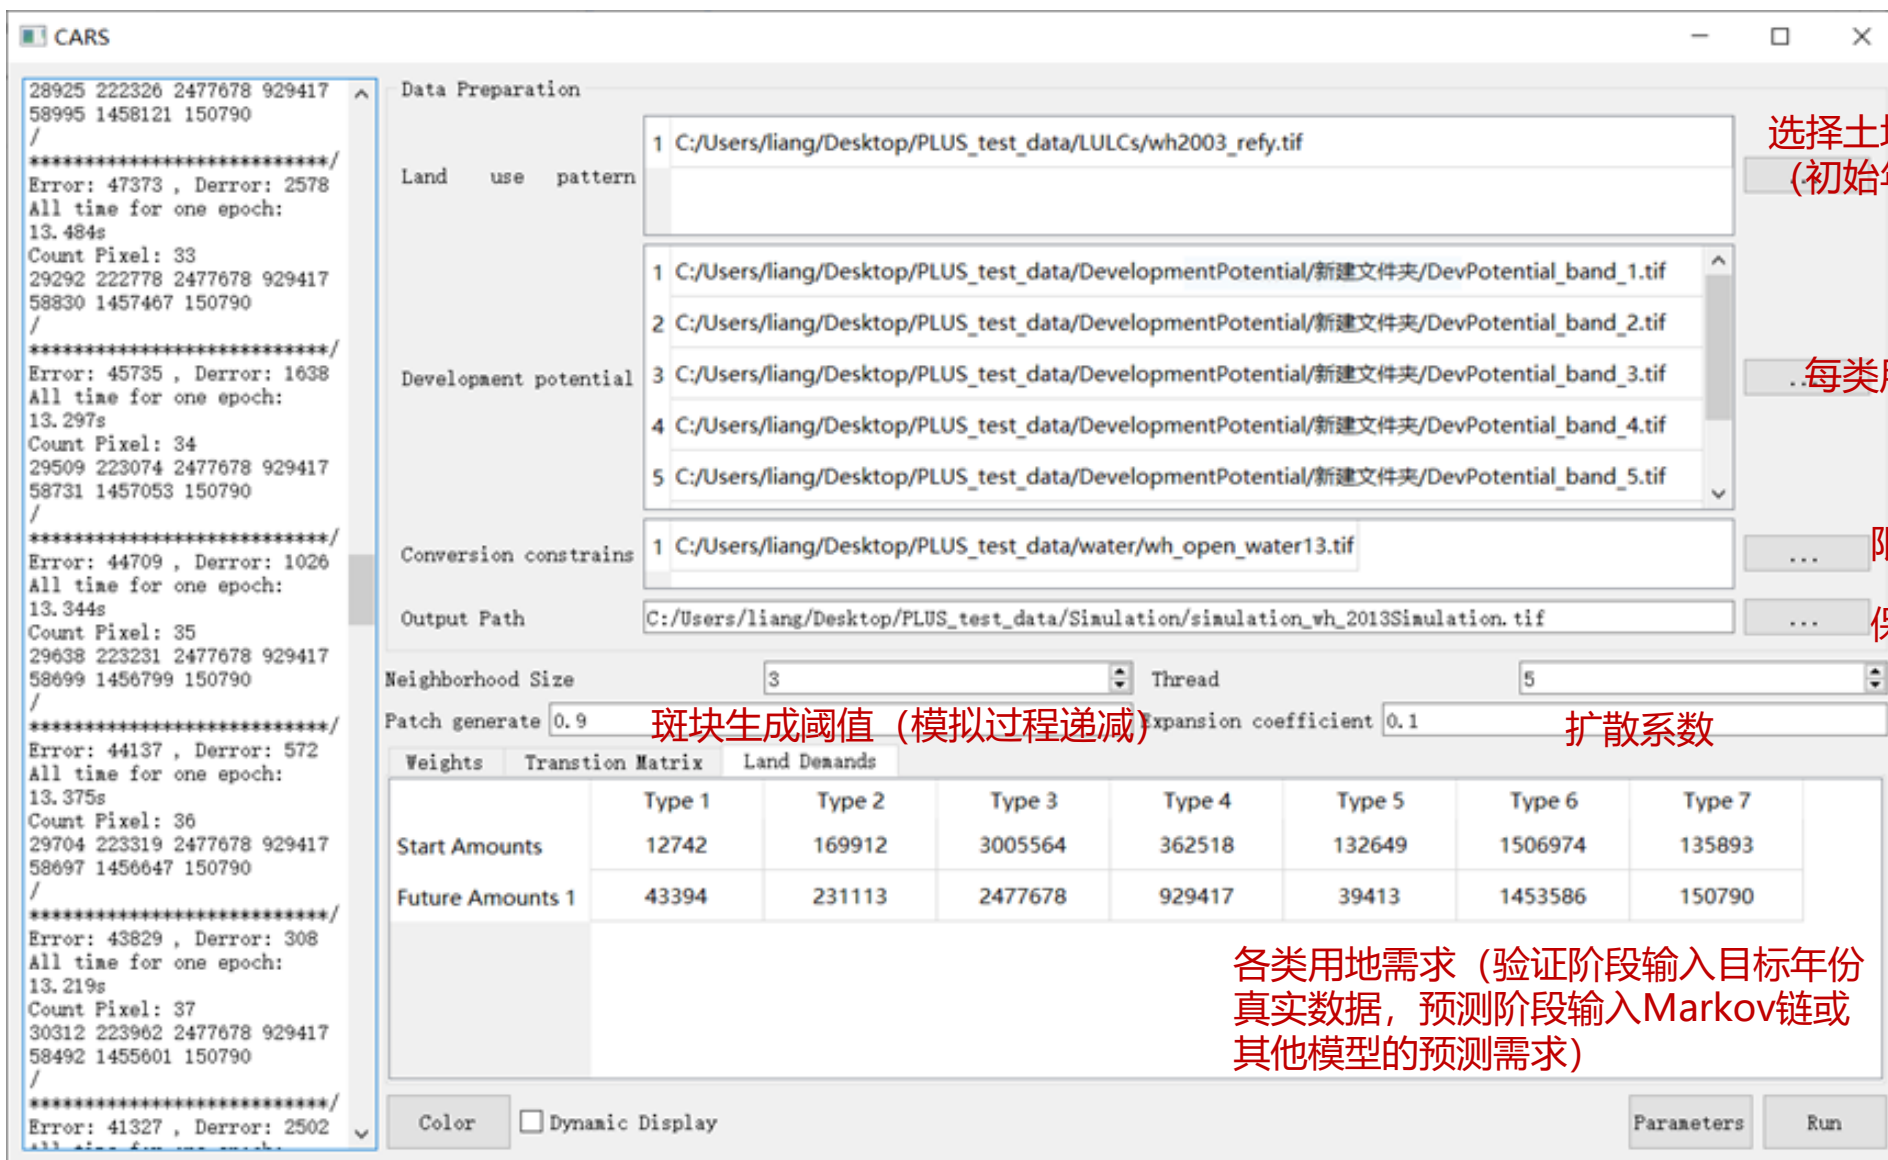 CARS
28925 222326 2477678 929417
58995 1458121 150790
/
****************************/
Error: 47373 , Derror: 2578
All time for one epoch:
13.484s
Count Pixel: 33
29292 222778 2477678 929417
58830 1457467 150790
/
****************************/
Error: 45735 , Derror: 1638
All time for one epoch:
13.297s
Count Pixel: 34
29509 223074 2477678 929417
58731 1457053 150790
/
****************************/
Error: 44709 , Derror: 1026
All time for one epoch:
13.344s
Count Pixel: 35
29638 223231 2477678 929417
58699 1456799 150790
/
****************************/
Error: 44137 , Derror: 572
All time for one epoch:
13.375s
Count Pixel: 36
29704 223319 2477678 929417
58697 1456647 150790
/
****************************/
Error: 43829 , Derror: 308
All time for one epoch:
13.219s
Count Pixel: 37
30312 223962 2477678 929417
58492 1455601 150790
/
****************************/
Error: 41327 , Derror: 2502
Data Preparation
Land use pattern
1 C:/Users/liang/Desktop/PLUS_test_data/LULCs/wh2003_refy.tif
选择土
（初始
Development potential
1 C:/Users/liang/Desktop/PLUS_test_data/DevelopmentPotential/新建文件夹/DevPotential_band_1.tif
2 C:/Users/liang/Desktop/PLUS_test_data/DevelopmentPotential/新建文件夹/DevPotential_band_2.tif
3 C:/Users/liang/Desktop/PLUS_test_data/DevelopmentPotential/新建文件夹/DevPotential_band_3.tif
4 C:/Users/liang/Desktop/PLUS_test_data/DevelopmentPotential/新建文件夹/DevPotential_band_4.tif
5 C:/Users/liang/Desktop/PLUS_test_data/DevelopmentPotential/新建文件夹/DevPotential_band_5.tif
每类
Conversion constrains
1 C:/Users/liang/Desktop/PLUS_test_data/water/wh_open_water13.tif
...
Output Path
C:/Users/liang/Desktop/PLUS_test_data/Simulation/simulation_wh_2013Simulation.tif
...
Neighborhood Size 3 Thread 5
Patch generate 0.9 斑块生成阈值（模拟过程递减） Expansion coefficient 0.1 扩散系数
Weights Transtion Matrix Land Demands
Type 1 Type 2 Type 3 Type 4 Type 5 Type 6 Type 7
Start Amounts 12742 169912 3005564 362518 132649 1506974 135893
Future Amounts 1 43394 231113 2477678 929417 39413 1453586 150790
各类用地需求（验证阶段输入目标年份
真实数据，预测阶段输入Markov链或
其他模型的预测需求）
Color Dynamic Display Parameters Run